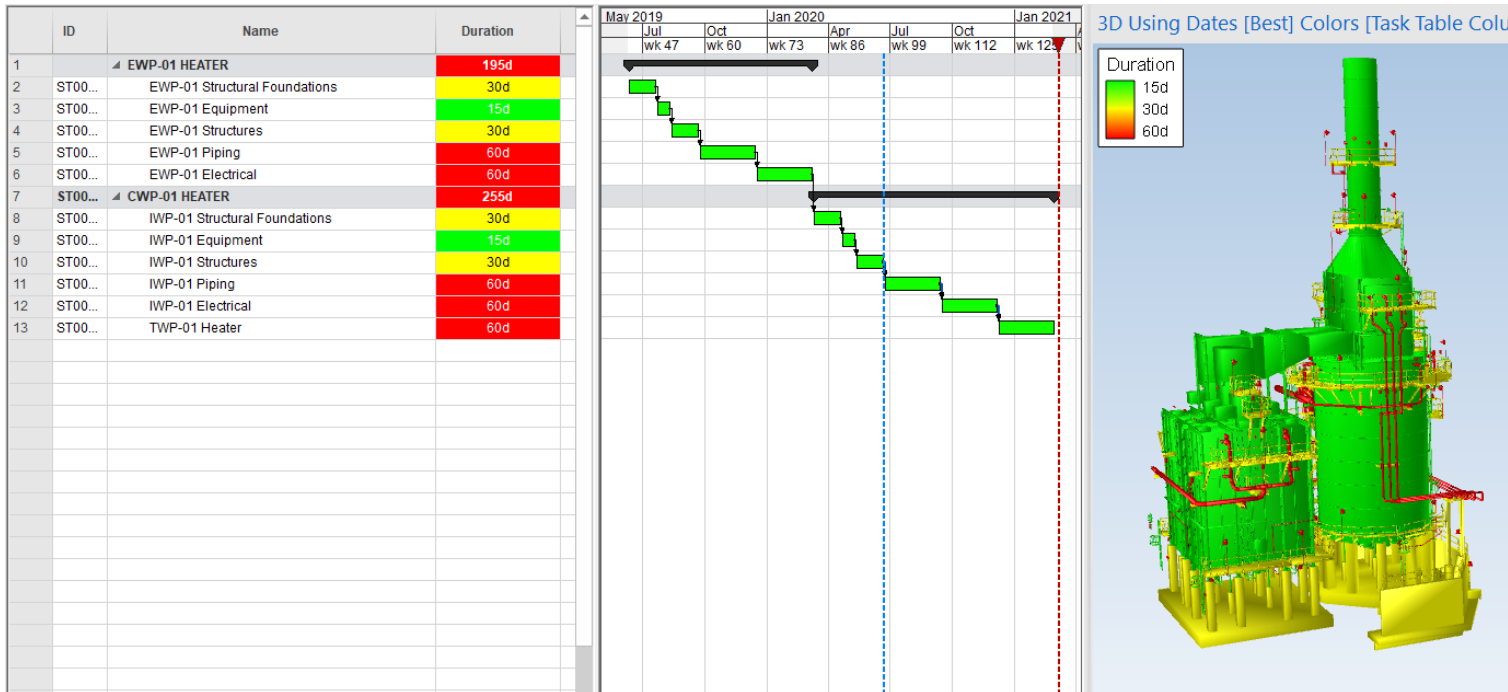 ID Name Duration
1 EWP-01 HEATER 195d
2 ST00... EWP-01 Structural Foundations 30d
3 ST00... EWP-01 Equipment 15d
4 ST00... EWP-01 Structures 30d
5 ST00... EWP-01 Piping 60d
6 ST00... EWP-01 Electrical 60d
7 ST00... CWP-01 HEATER 255d
8 ST00... IWP-01 Structural Foundations 30d
9 ST00... IWP-01 Equipment 15d
10 ST00... IWP-01 Structures 30d
11 ST00... IWP-01 Piping 60d
12 ST00... IWP-01 Electrical 60d
13 ST00... TWP-01 Heater 60d
May 2019 Jan 2020 Jan 2021
Jul Oct Apr Jul Oct
wk 47 wk 60 wk 73 wk 86 wk 99 wk 112
3D Using Dates [Best] Colors [Task Table Colu
Duration
15d
30d
60d